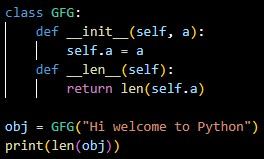 class GFG:
    def __init__(self, a):
        self.a = a
    def __len__(self):
        return len(self.a)

obj = GFG("Hi welcome to Python")
print(len(obj))